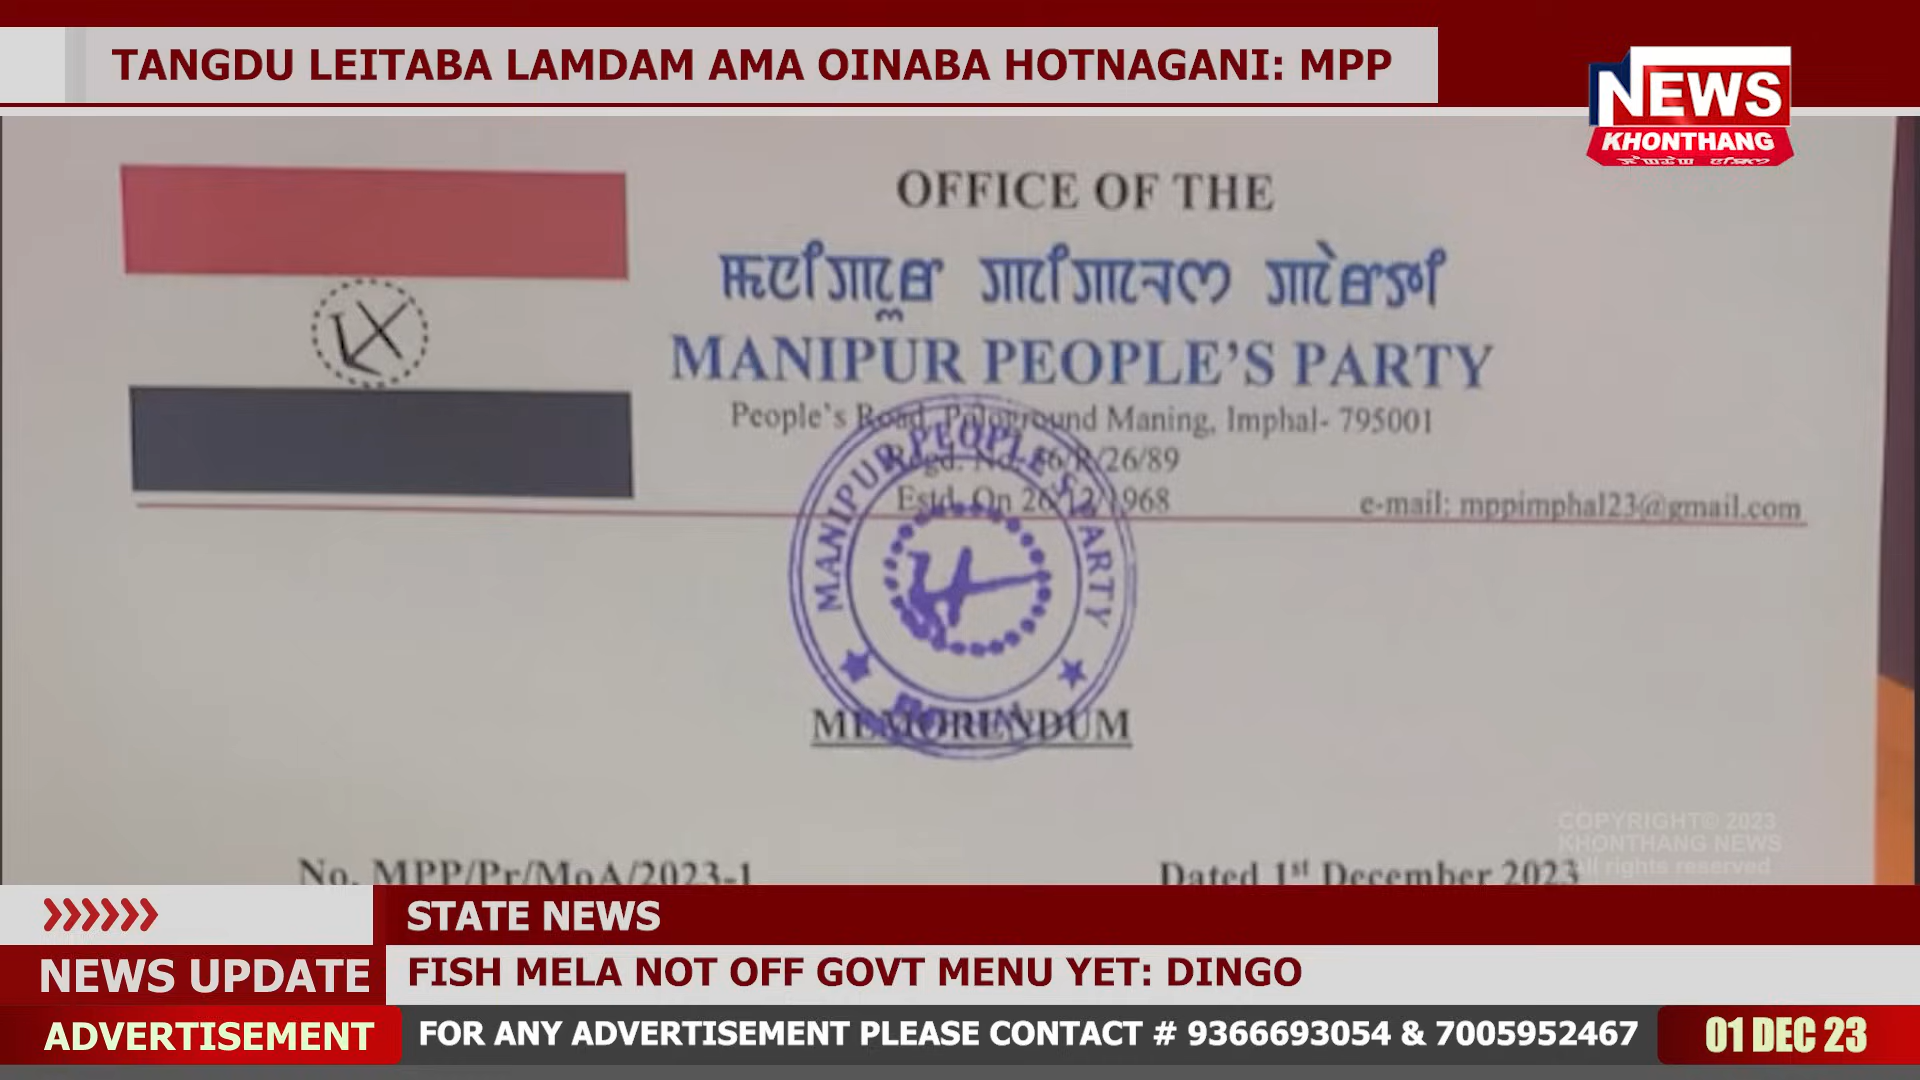 TANGDU LEITABA LAMDAM AMA OINABA HOTNAGANI: MPP
NEWS
KHONTHANG
OFFICE OF THE
MANIPUR PEOPLE'S PARTY
People's Road, Pologround Maning, Imphal- 795001
Regd. No. /26/89
Estd. On 26/12/1968
e-mail: mppimphal23@gmail.com
MANIPUR PEOPLE'S PARTY
MEMORENDUM
COPYRIGHT© 2023
KHONTHANG NEWS
All rights reserved
No. MPP/Pr/MoA/2023-1
Dated 1st December 2023
STATE NEWS
NEWS UPDATE
FISH MELA NOT OFF GOVT MENU YET: DINGO
ADVERTISEMENT
FOR ANY ADVERTISEMENT PLEASE CONTACT # 9366693054 & 7005952467
01 DEC 23